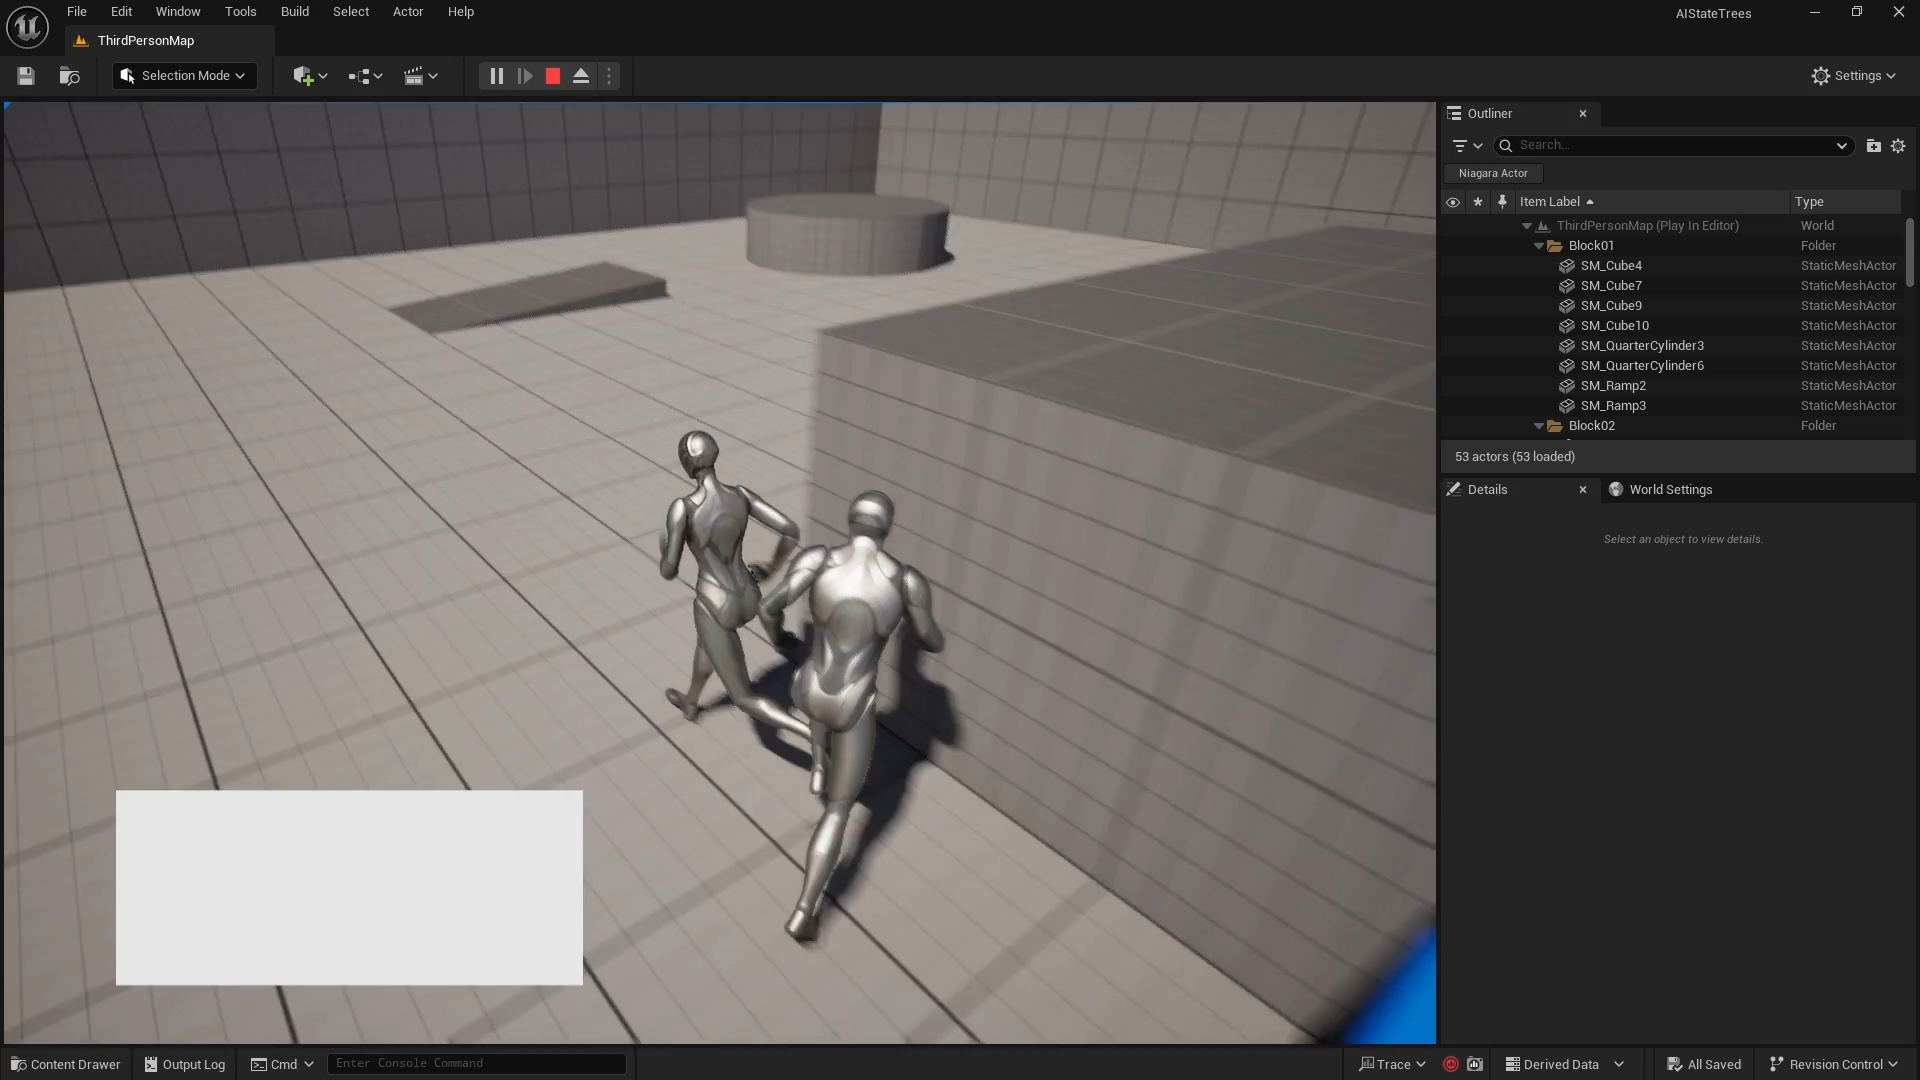 File Edit Window Tools Build Select Actor Help
AIStateTrees
ThirdPersonMap
Selection Mode
Settings
Outliner
Search...
Niagara Actor
Item Label Type
ThirdPersonMap (Play In Editor) World
Block01 Folder
SM_Cube4 StaticMeshActor
SM_Cube7 StaticMeshActor
SM_Cube9 StaticMeshActor
SM_Cube10 StaticMeshActor
SM_QuarterCylinder3 StaticMeshActor
SM_QuarterCylinder6 StaticMeshActor
SM_Ramp2 StaticMeshActor
SM_Ramp3 StaticMeshActor
Block02 Folder
53 actors (53 loaded)
Details World Settings
Select an object to view details.
Content Drawer Output Log Cmd Enter Console Command Trace Derived Data All Saved Revision Control